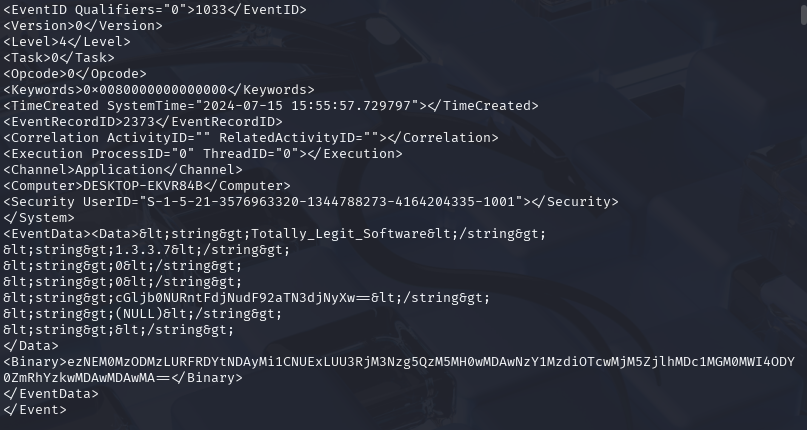 <EventID Qualifiers="0">1033</EventID>
<Version>0</Version>
<Level>4</Level>
<Task>0</Task>
<Opcode>0</Opcode>
<Keywords>0×0080000000000000</Keywords>
<TimeCreated SystemTime="2024-07-15 15:55:57.729797"></TimeCreated>
<EventRecordID>2373</EventRecordID>
<Correlation ActivityID="" RelatedActivityID=""></Correlation>
<Execution ProcessID="0" ThreadID="0"></Execution>
<Channel>Application</Channel>
<Computer>DESKTOP-EKVR84B</Computer>
<Security UserID="S-1-5-21-3576963320-1344788273-4164204335-1001"></Security>
</System>
<EventData><Data>&lt;string&gt;Totally_Legit_Software&lt;/string&gt;
&lt;string&gt;1.3.3.7&lt;/string&gt;
&lt;string&gt;0&lt;/string&gt;
&lt;string&gt;0&lt;/string&gt;
&lt;string&gt;cGljb0NURntFdjNudF92aTN3djNyXw==&lt;/string&gt;
&lt;string&gt;(NULL)&lt;/string&gt;
&lt;string&gt;&lt;/string&gt;
</Data>
<Binary>ezNEM0MzODMzLURFRDYtNDAyMi1CNUExLUU3RjM3Nzg5QzM5MH0wMDAwNzY1MzdiOTcwMjM5ZjlhMDc1MGM0MWI4ODY
0ZmRhYzkwMDAwMDAwMA==</Binary>
</EventData>
</Event>